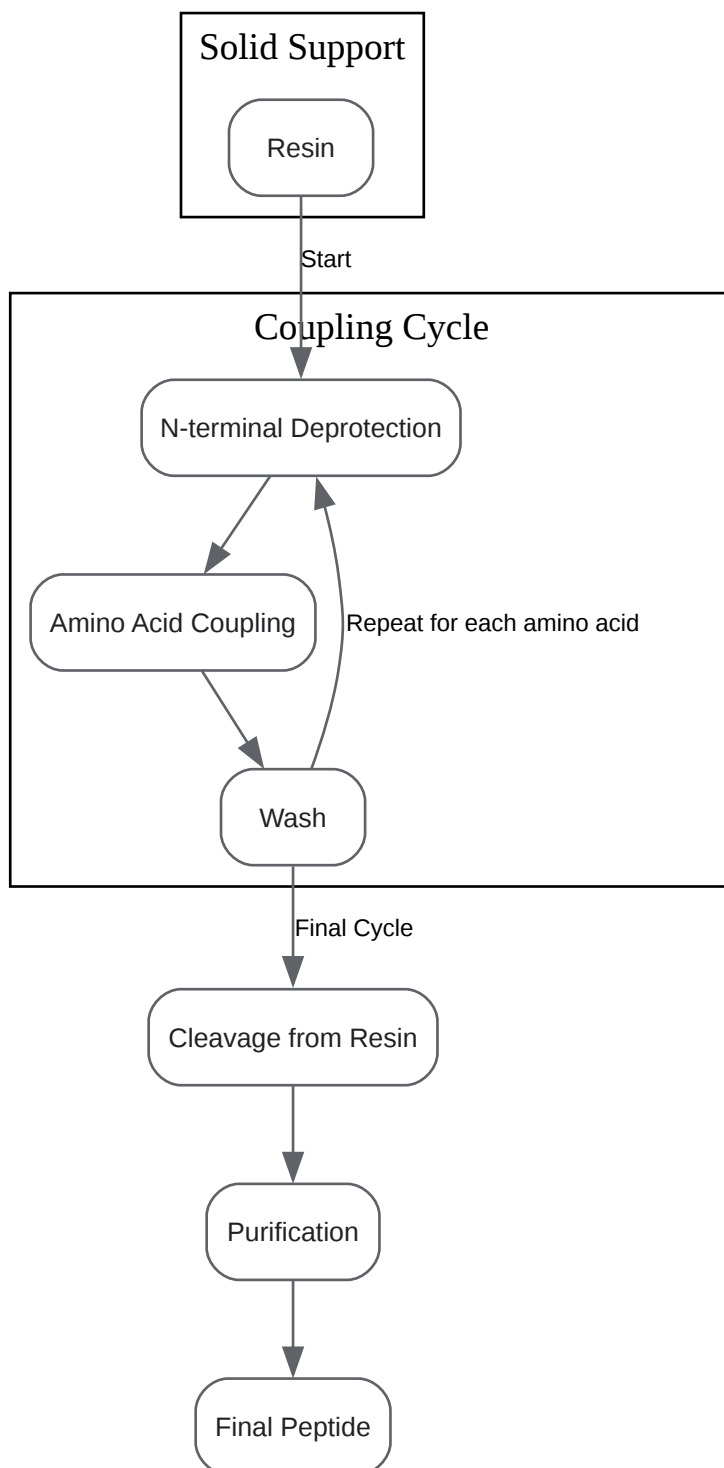 Solid Support
Resin
Start
Coupling Cycle
N-terminal Deprotection
Amino Acid Coupling
Repeat for each amino acid
Wash
Final Cycle
Cleavage from Resin
Purification
Final Peptide